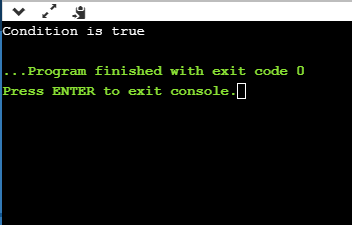 Condition is true
...Program finished with exit code 0
Press ENTER to exit console.